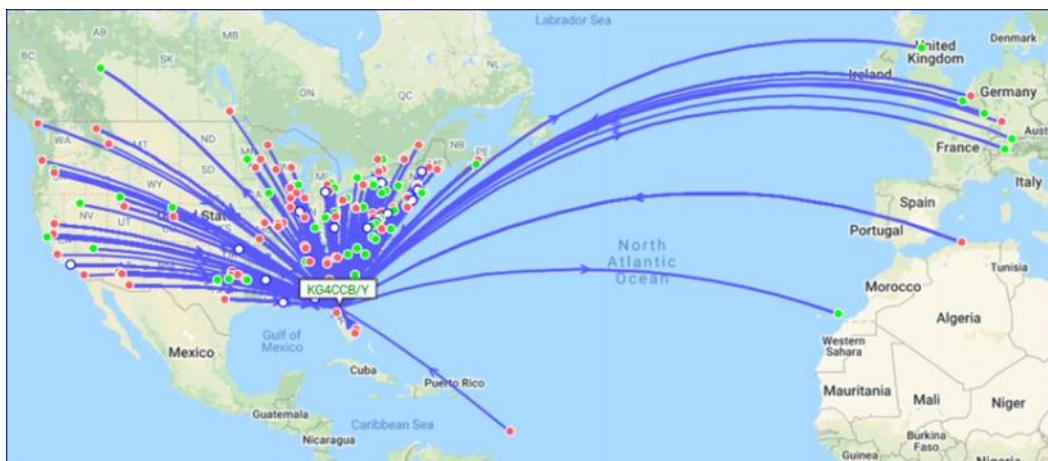 Labrador Sea
AB
MB
BC
SK
NL
ON
QC
United
Kingdom
Denmark
Ireland
Germany
WA
MT
ND
NB
PE
France
Italy
WY
NV
UT
United States
Spain
Portugal
North
Atlantic
Ocean
Tunisia
Morocco
KG4CCB/Y
Algeria
Gulf of
Mexico
Mexico
Western
Sahara
Cuba
Puerto Rico
Mauritania
Mali
Niger
Guatemala
Caribbean Sea
Nicaragua
Burkina
Faso
Guinea